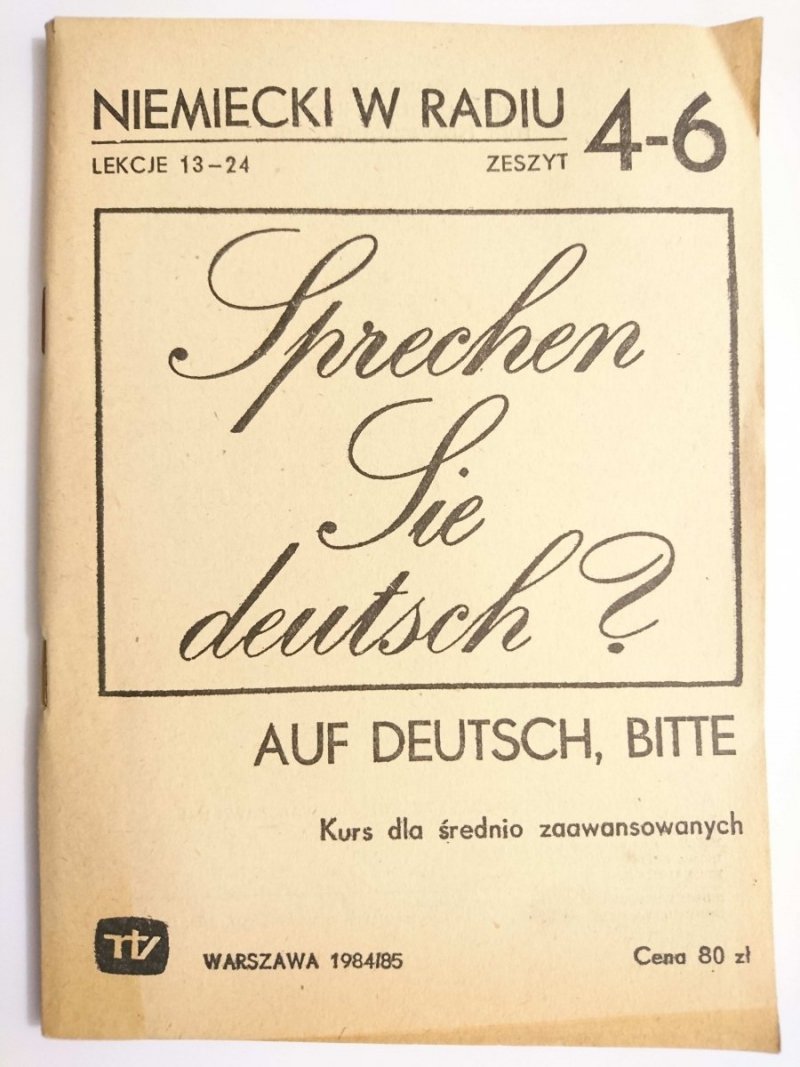 NIEMIECKI W RADIU
LEKCJE 13-24
ZESZYT 4-6
Sprechen
Sie
deutsch?
AUF DEUTSCH, BITTE
Kurs dla średnio zaawansowanych
RTV
WARSZAWA 1984/85
Cena 80 zł